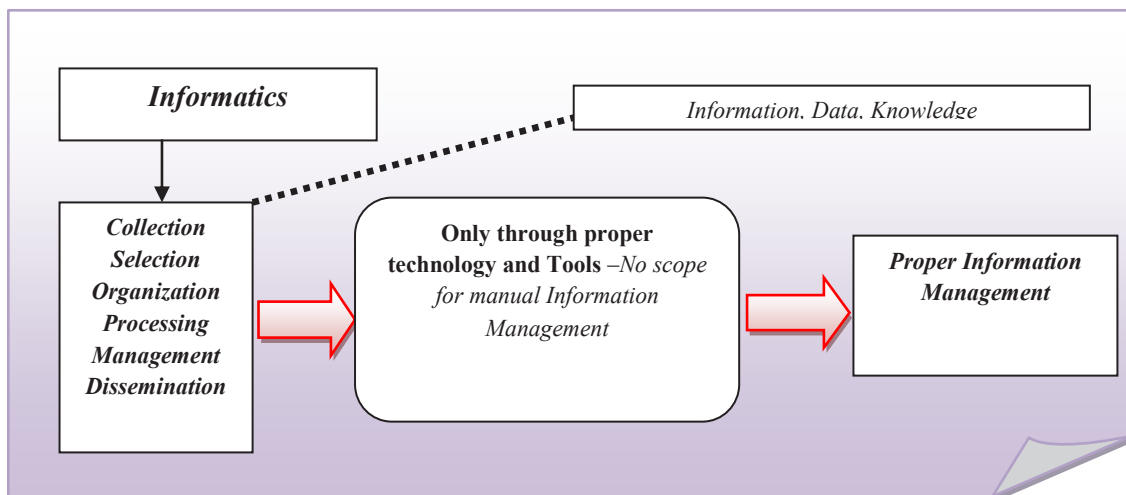 Informatics
Information, Data, Knowledge
Collection
Selection
Organization
Processing
Management
Dissemination
Only through proper
technology and Tools –No scope
for manual Information
Management
Proper Information
Management